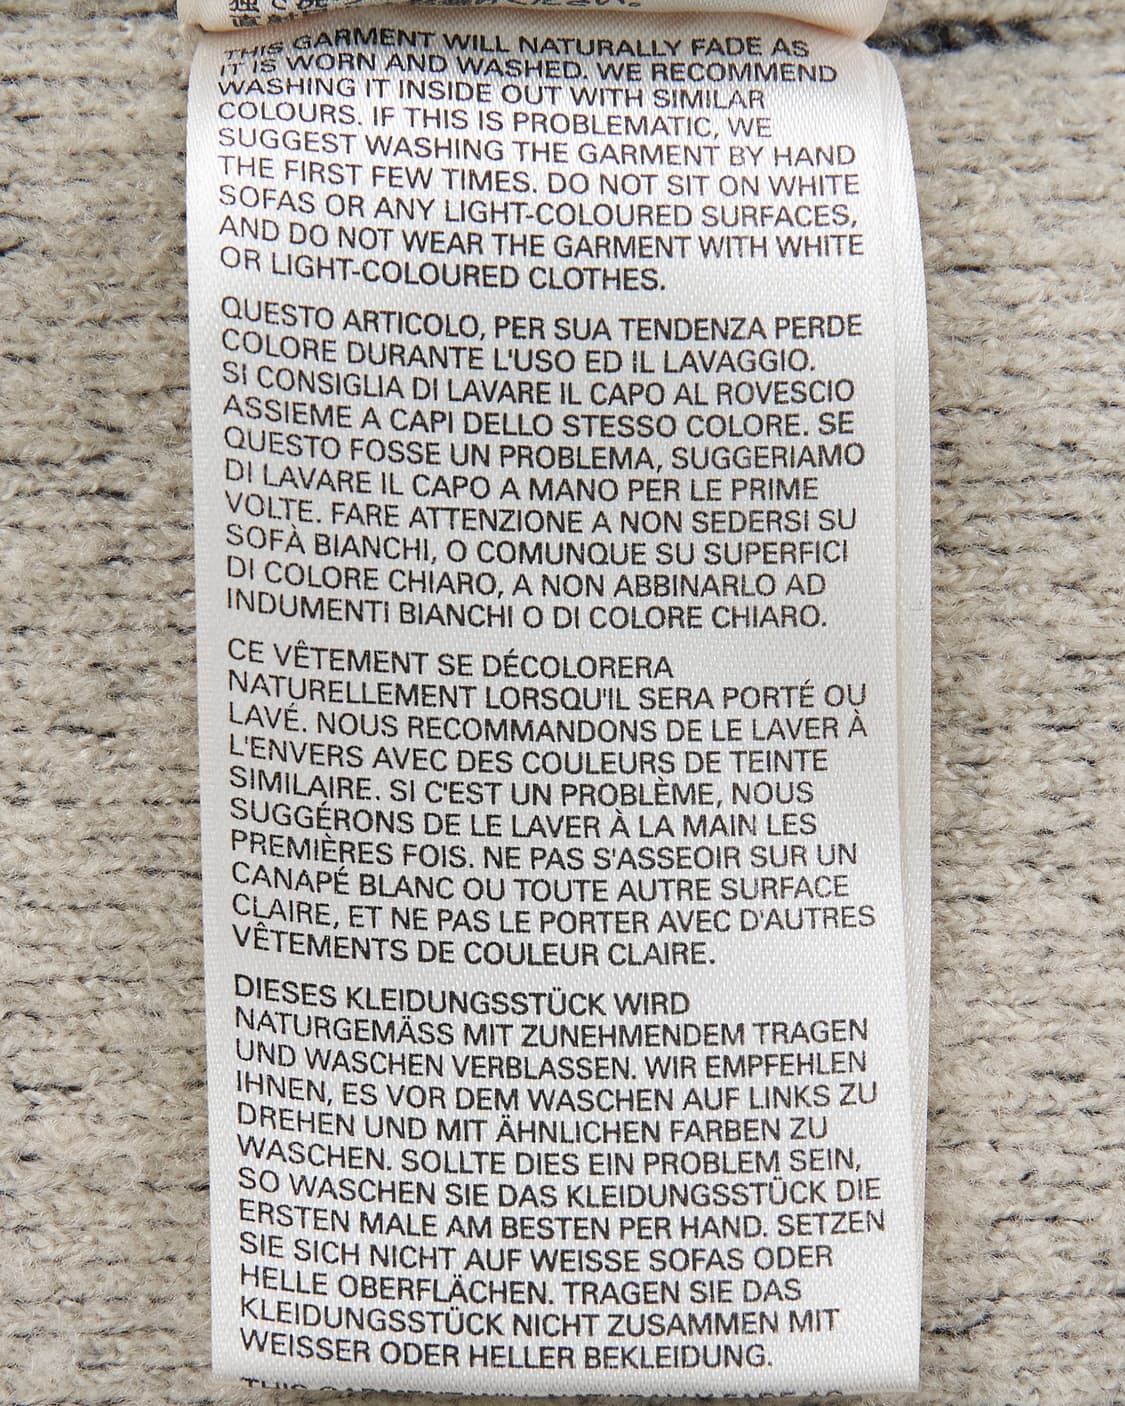 THIS GARMENT WILL NATURALLY FADE AS
IT IS WORN AND WASHED. WE RECOMMEND
WASHING IT INSIDE OUT WITH SIMILAR
COLOURS. IF THIS IS PROBLEMATIC, WE
SUGGEST WASHING THE GARMENT BY HAND
THE FIRST FEW TIMES. DO NOT SIT ON WHITE
SOFAS OR ANY LIGHT-COLOURED SURFACES,
AND DO NOT WEAR THE GARMENT WITH WHITE
OR LIGHT-COLOURED CLOTHES.
QUESTO ARTICOLO, PER SUA TENDENZA PERDE
COLORE DURANTE L'USO ED IL LAVAGGIO.
SI CONSIGLIA DI LAVARE IL CAPO AL ROVESCIO
ASSIEME A CAPI DELLO STESSO COLORE. SE
QUESTO FOSSE UN PROBLEMA, SUGGERIAMO
DI LAVARE IL CAPO A MANO PER LE PRIME
VOLTE. FARE ATTENZIONE A NON SEDERSI SU
SOFÀ BIANCHI, O COMUNQUE SU SUPERFICI
DI COLORE CHIARO, A NON ABBINARLO AD
INDUMENTI BIANCHI O DI COLORE CHIARO.
CE VÊTEMENT SE DÉCOLORERA
NATURELLEMENT LORSQU'IL SERA PORTÉ OU
LAVÉ. NOUS RECOMMANDONS DE LE LAVER À
L'ENVERS AVEC DES COULEURS DE TEINTE
SIMILAIRE. SI C'EST UN PROBLÈME, NOUS
SUGGÉRONS DE LE LAVER À LA MAIN LES
PREMIÈRES FOIS. NE PAS S'ASSEOIR SUR UN
CANAPÉ BLANC OU TOUTE AUTRE SURFACE
CLAIRE, ET NE PAS LE PORTER AVEC D'AUTRES
VÊTEMENTS DE COULEUR CLAIRE.
DIESES KLEIDUNGSSTÜCK WIRD
NATURGEMÄSS MIT ZUNEHMENDEM TRAGEN
UND WASCHEN VERBLASSEN. WIR EMPFEHLEN
IHNEN, ES VOR DEM WASCHEN AUF LINKS ZU
DREHEN UND MIT ÄHNLICHEN FARBEN ZU
WASCHEN. SOLLTE DIES EIN PROBLEM SEIN,
SO WASCHEN SIE DAS KLEIDUNGSSTÜCK DIE
ERSTEN MALE AM BESTEN PER HAND. SETZEN
SIE SICH NICHT AUF WEISSE SOFAS ODER
HELLE OBERFLÄCHEN. TRAGEN SIE DAS
KLEIDUNGSSTÜCK NICHT ZUSAMMEN MIT
WEISSER ODER HELLER BEKLEIDUNG.